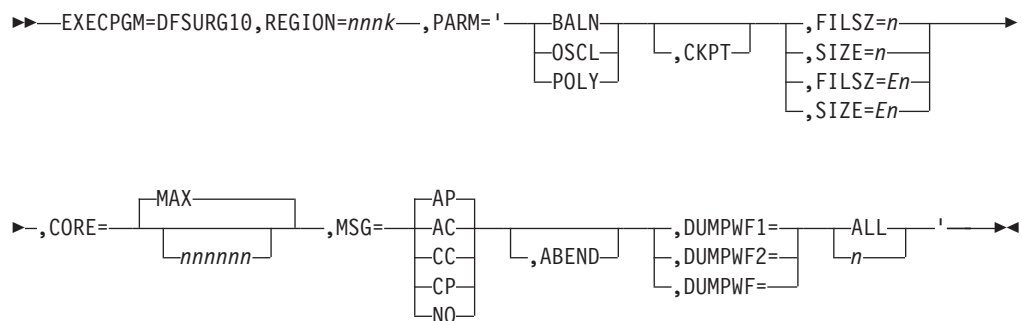 EXECPGM=DFSURG10,REGION=nnnk ,PARM=' BALN ,FILSZ=n
OSCL ,CKPT ,SIZE=n
POLY ,FILSZ=En
,SIZE=En
MAX AP
,CORE= ,MSG= AC ,DUMPWF1= ALL '
nnnnnn CC ,ABEND ,DUMPWF2= n
CP ,DUMPWF=
NO